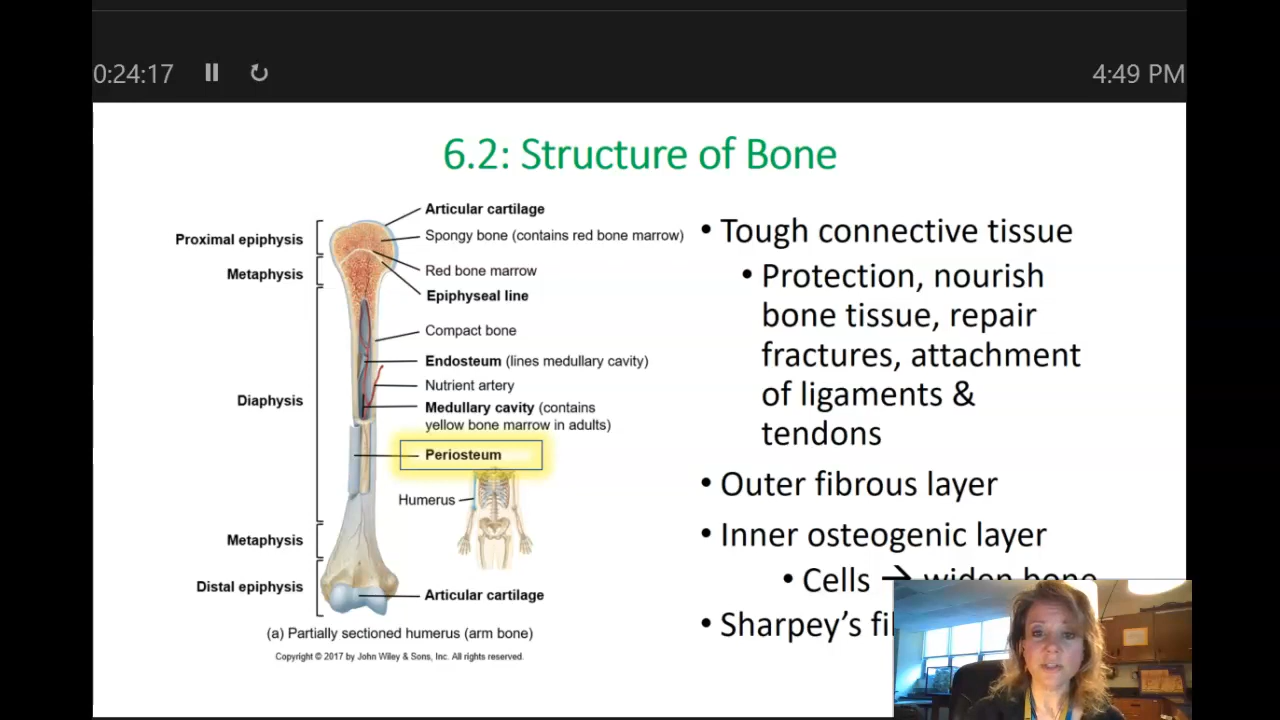 0:24:17
4:49 PM
6.2: Structure of Bone
Articular cartilage
Proximal epiphysis
Spongy bone (contains red bone marrow)
Metaphysis
Red bone marrow
Epiphyseal line
Compact bone
Endosteum (lines medullary cavity)
Nutrient artery
Diaphysis
Medullary cavity (contains
yellow bone marrow in adults)
Periosteum
Humerus
Metaphysis
Distal epiphysis
Articular cartilage
(a) Partially sectioned humerus (arm bone)
Copyright © 2017 by John Wiley & Sons, Inc. All rights reserved.
• Tough connective tissue
• Protection, nourish
bone tissue, repair
fractures, attachment
of ligaments &
tendons
• Outer fibrous layer
• Inner osteogenic layer
• Cells → widen bone
• Sharpey's